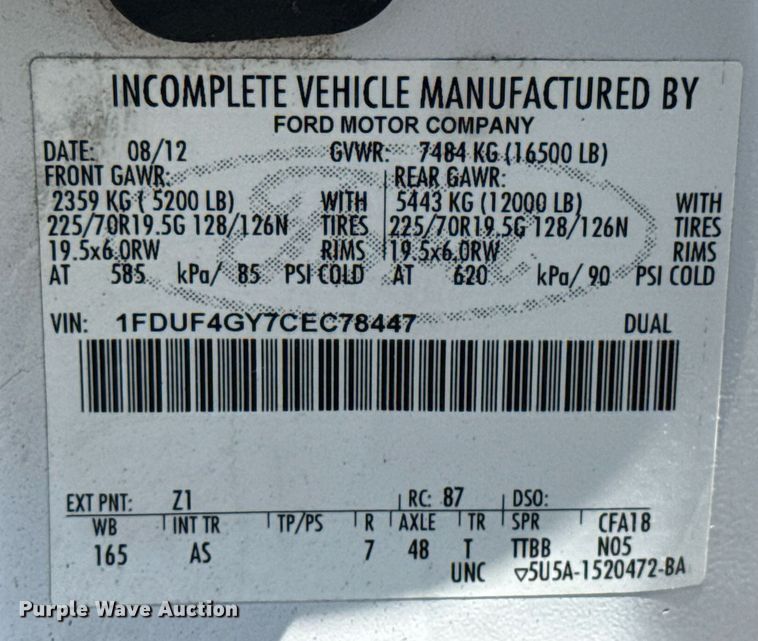 INCOMPLETE VEHICLE MANUFACTURED BY
FORD MOTOR COMPANY
DATE: 08/12 GVWR: 7484 KG (16500 LB)
FRONT GAWR: REAR GAWR:
2359 KG ( 5200 LB) WITH 5443 KG (12000 LB) WITH
225/70R19.5G 128/126N TIRES 225/70R19.5G 128/126N TIRES
19.5x6.0RW RIMS 19.5x6.0RW RIMS
AT 585 kPa/ 85 PSI COLD AT 620 kPa/ 90 PSI COLD
VIN: 1FDUF4GY7CEC78447 DUAL
EXT PNT: Z1 RC: 87 DSO:
WB INT TR TP/PS R AXLE TR SPR CFA18
165 AS 7 48 T TTBB N05
UNC ▽5U5A-1520472-BA
Purple Wave Auction